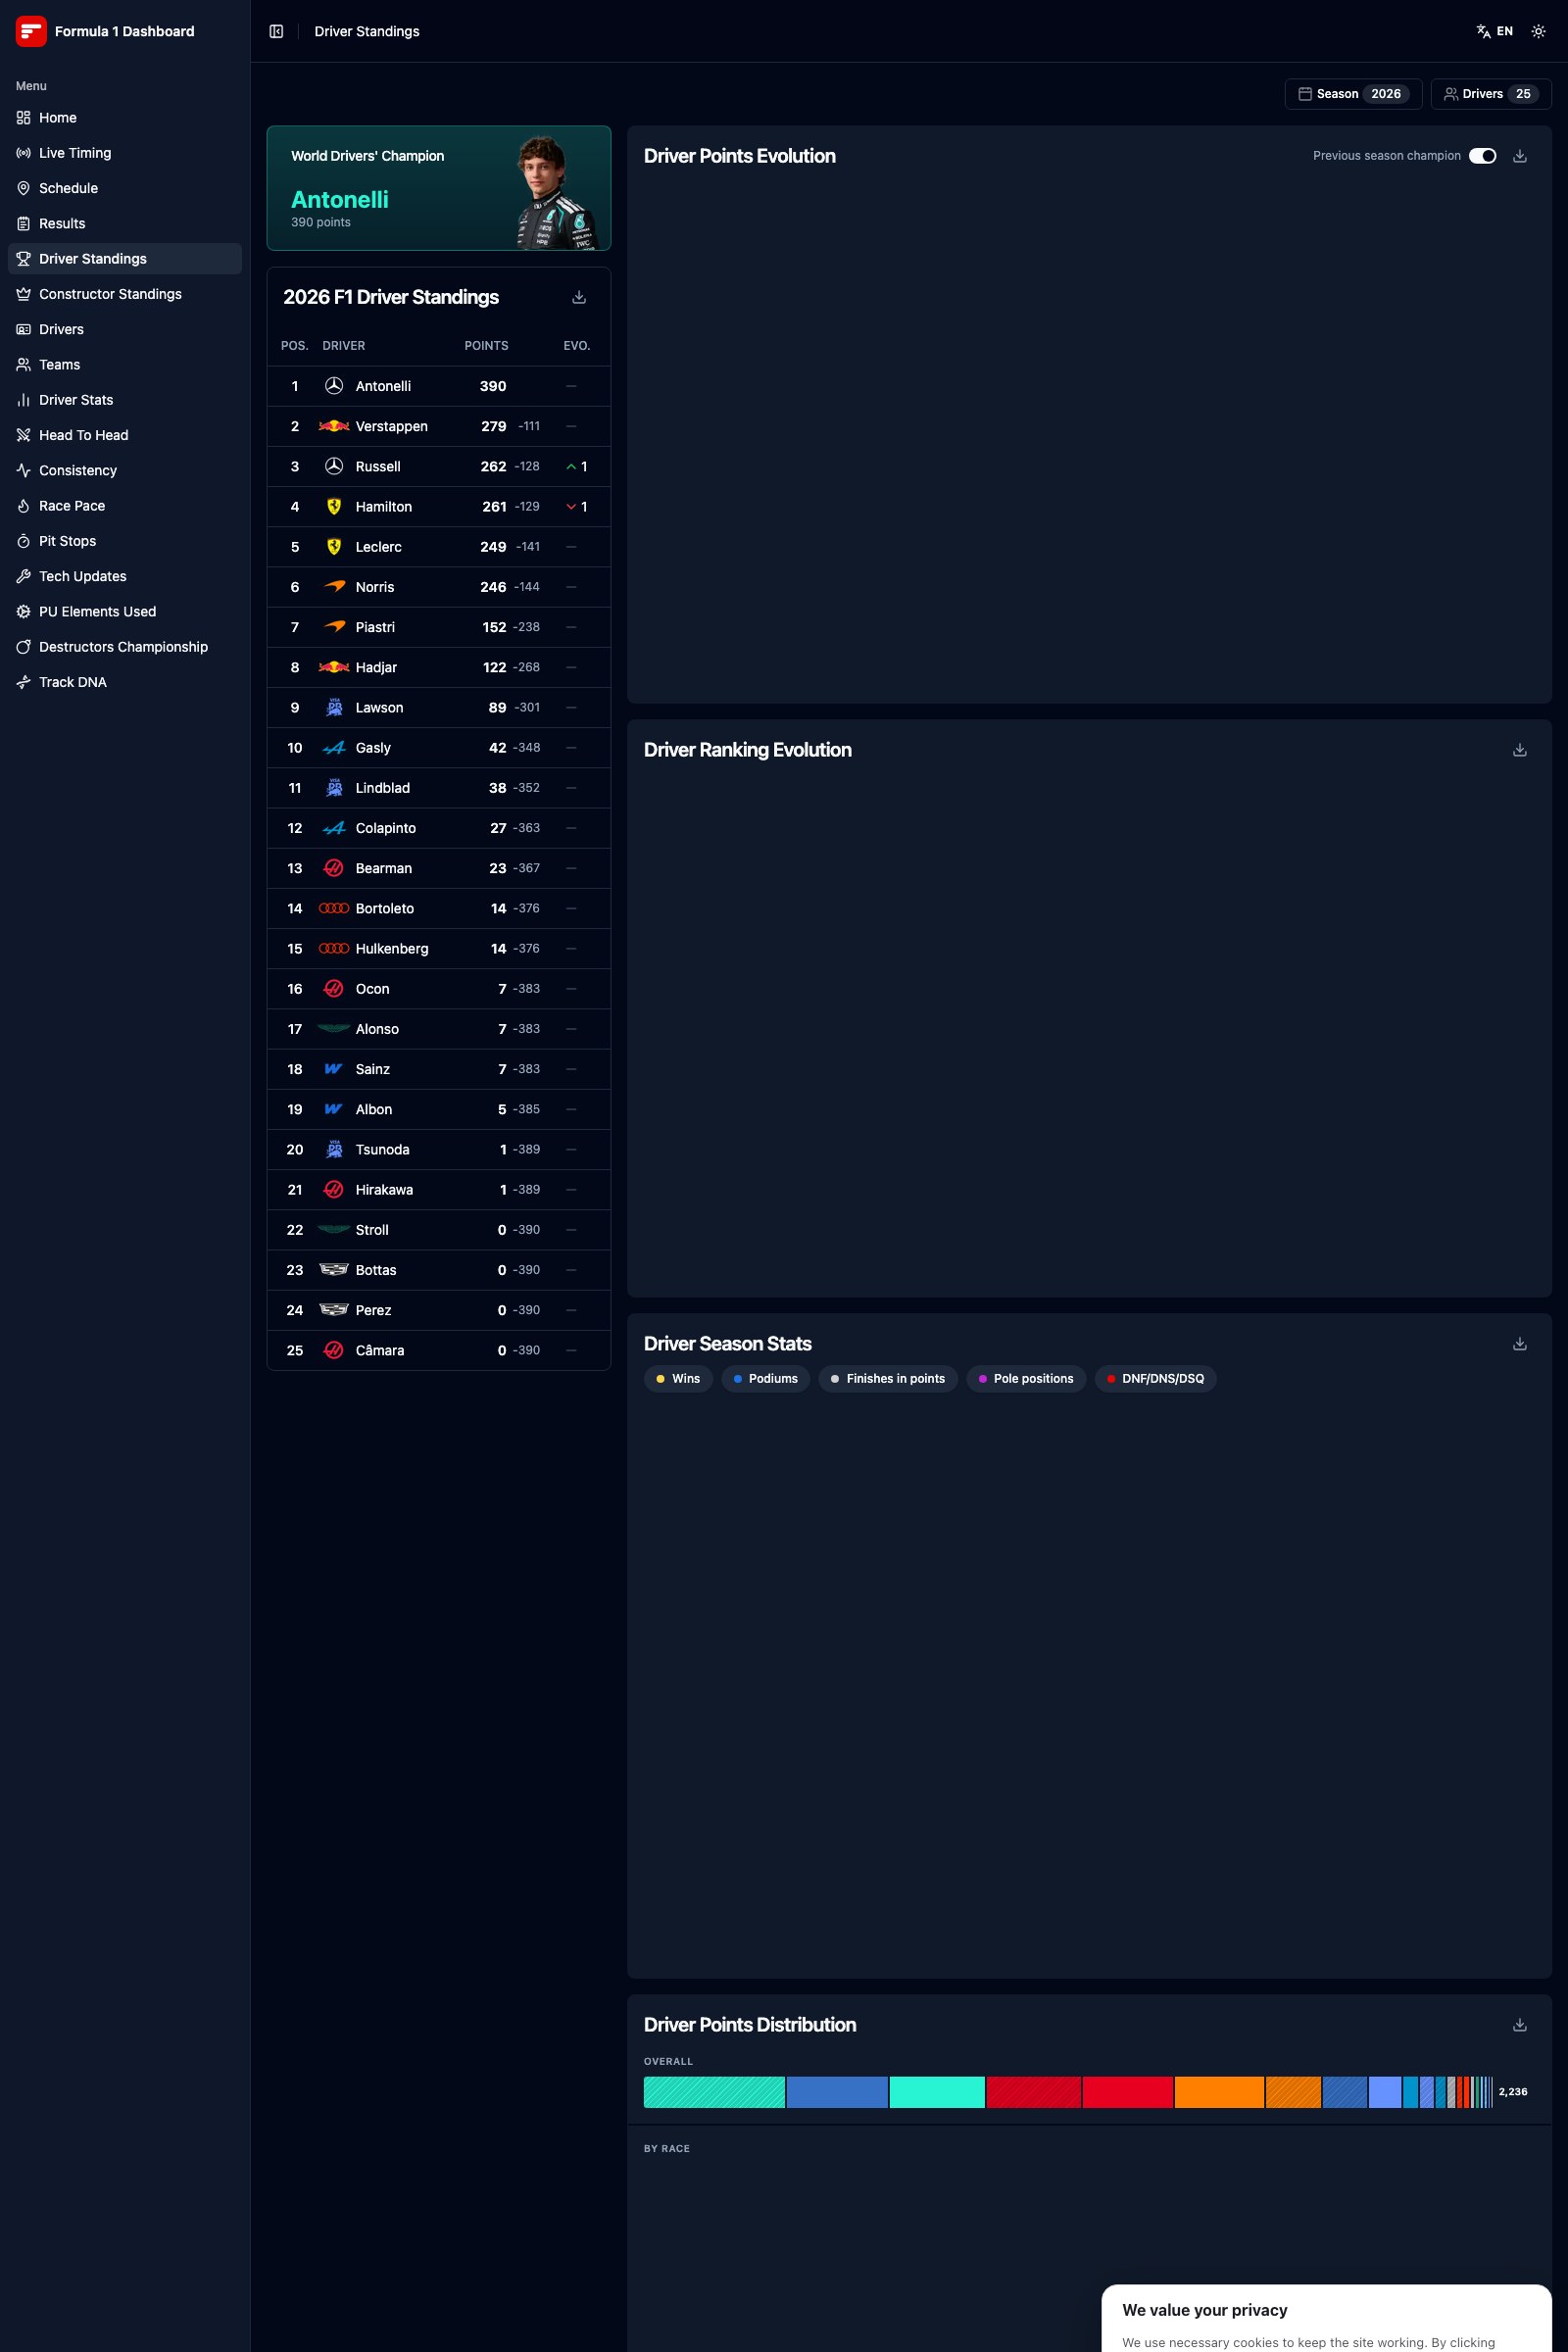 Formula 1 Dashboard
Menu
Home
Live Timing
Schedule
Results
Driver Standings
Constructor Standings
Drivers
Teams
Driver Stats
Head To Head
Consistency
Race Pace
Pit Stops
Tech Updates
PU Elements Used
Destructors Championship
Track DNA
Driver Standings
EN
Season 2026
Drivers 25
World Drivers' Champion
Antonelli
390 points
2026 F1 Driver Standings
POS. DRIVER POINTS EVO.
1 Antonelli 390 —
2 Verstappen 279 -111 —
3 Russell 262 -128 1
4 Hamilton 261 -129 1
5 Leclerc 249 -141 —
6 Norris 246 -144 —
7 Piastri 152 -238 —
8 Hadjar 122 -268 —
9 Lawson 89 -301 —
10 Gasly 42 -348 —
11 Lindblad 38 -352 —
12 Colapinto 27 -363 —
13 Bearman 23 -367 —
14 Bortoleto 14 -376 —
15 Hulkenberg 14 -376 —
16 Ocon 7 -383 —
17 Alonso 7 -383 —
18 Sainz 7 -383 —
19 Albon 5 -385 —
20 Tsunoda 1 -389 —
21 Hirakawa 1 -389 —
22 Stroll 0 -390 —
23 Bottas 0 -390 —
24 Perez 0 -390 —
25 Câmara 0 -390 —
Driver Points Evolution
Previous season champion
Driver Ranking Evolution
Driver Season Stats
Wins
Podiums
Finishes in points
Pole positions
DNF/DNS/DSQ
Driver Points Distribution
OVERALL
2,236
BY RACE
We value your privacy
We use necessary cookies to keep the site working. By clicking